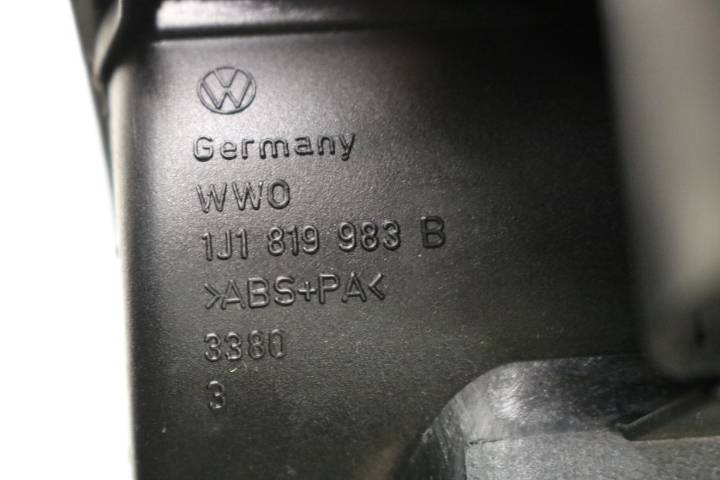 Germany
WWO
1J1 819 983 B
>ABS+PA<
3380
3